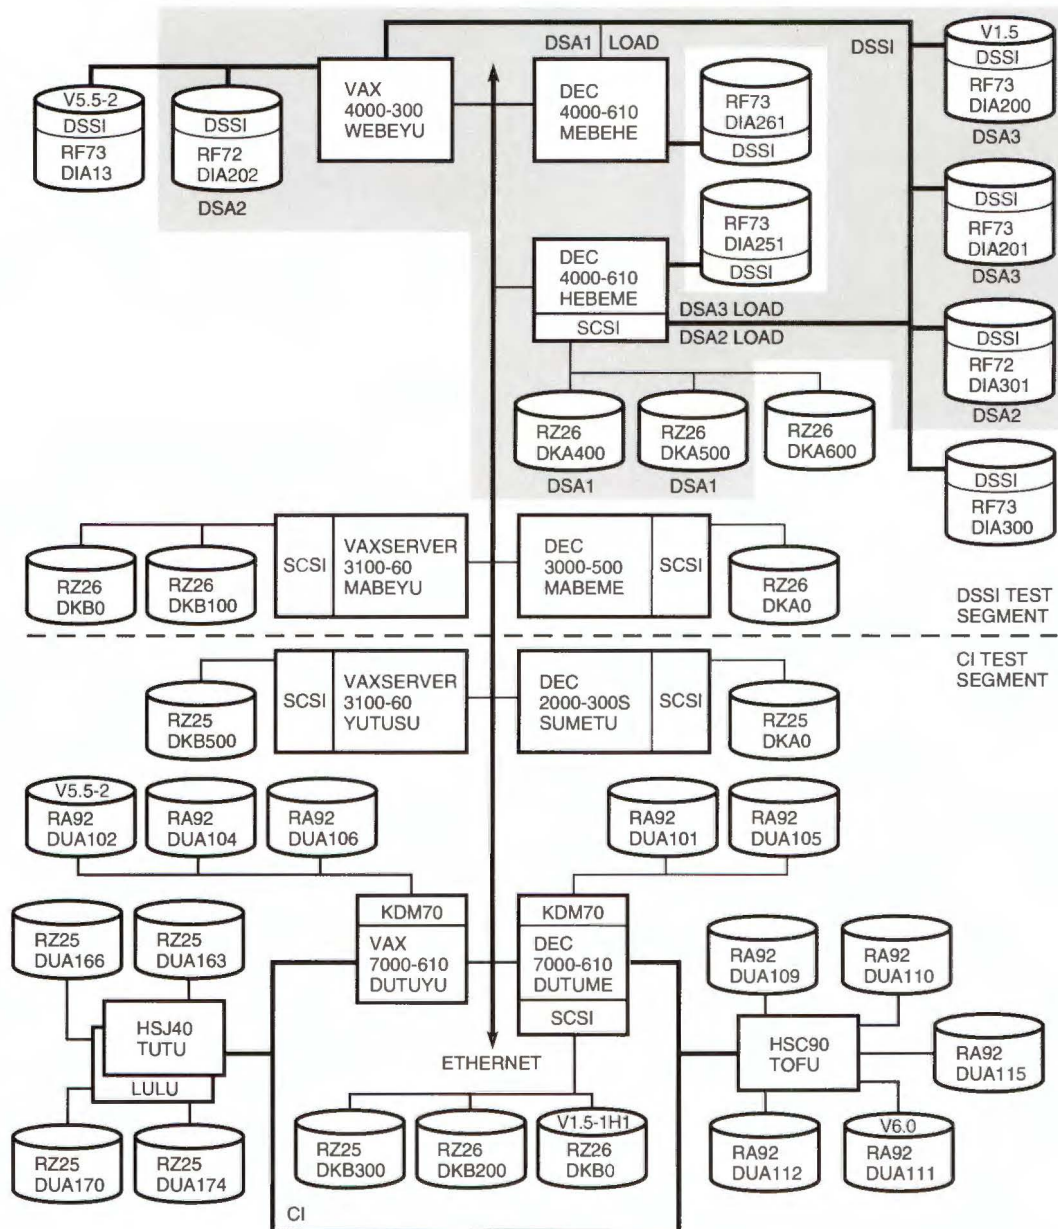 DSA1
LOAD
DSSI
V1.5
DSSI
RF73
DIA200
DSA3
V5.5-2
DSSI
RF73
DIA13
DSSI
RF72
DIA202
DSA2
VAX
4000-300
WEBEYU
DEC
4000-610
MEBEHE
RF73
DIA261
DSSI
DSSI
RF73
DIA201
DSA3
RF73
DIA251
DSSI
DEC
4000-610
HEBEME
SCSI
DSA3 LOAD
DSA2 LOAD
DSSI
RF72
DIA301
DSA2
RZ26
DKA400
DSA1
RZ26
DKA500
DSA1
RZ26
DKA600
DSSI
RF73
DIA300
RZ26
DKB0
RZ26
DKB100
SCSI
VAXSERVER
3100-60
MABEYU
DEC
3000-500
MABEME
SCSI
RZ26
DKA0
DSSI TEST
SEGMENT
CI TEST
SEGMENT
RZ25
DKB500
SCSI
VAXSERVER
3100-60
YUTUSU
DEC
2000-300S
SUMETU
SCSI
RZ25
DKA0
V5.5-2
RA92
DUA102
RA92
DUA104
RA92
DUA106
RA92
DUA101
RA92
DUA105
RZ25
DUA166
RZ25
DUA163
KDM70
VAX
7000-610
DUTUYU
KDM70
DEC
7000-610
DUTUME
SCSI
RA92
DUA109
RA92
DUA110
HSJ40
TUTU
LULU
ETHERNET
HSC90
TOFU
RA92
DUA115
RZ25
DUA170
RZ25
DUA174
RZ25
DKB300
RZ26
DKB200
V1.5-1H1
RZ26
DKB0
RA92
DUA112
V6.0
RA92
DUA111
CI